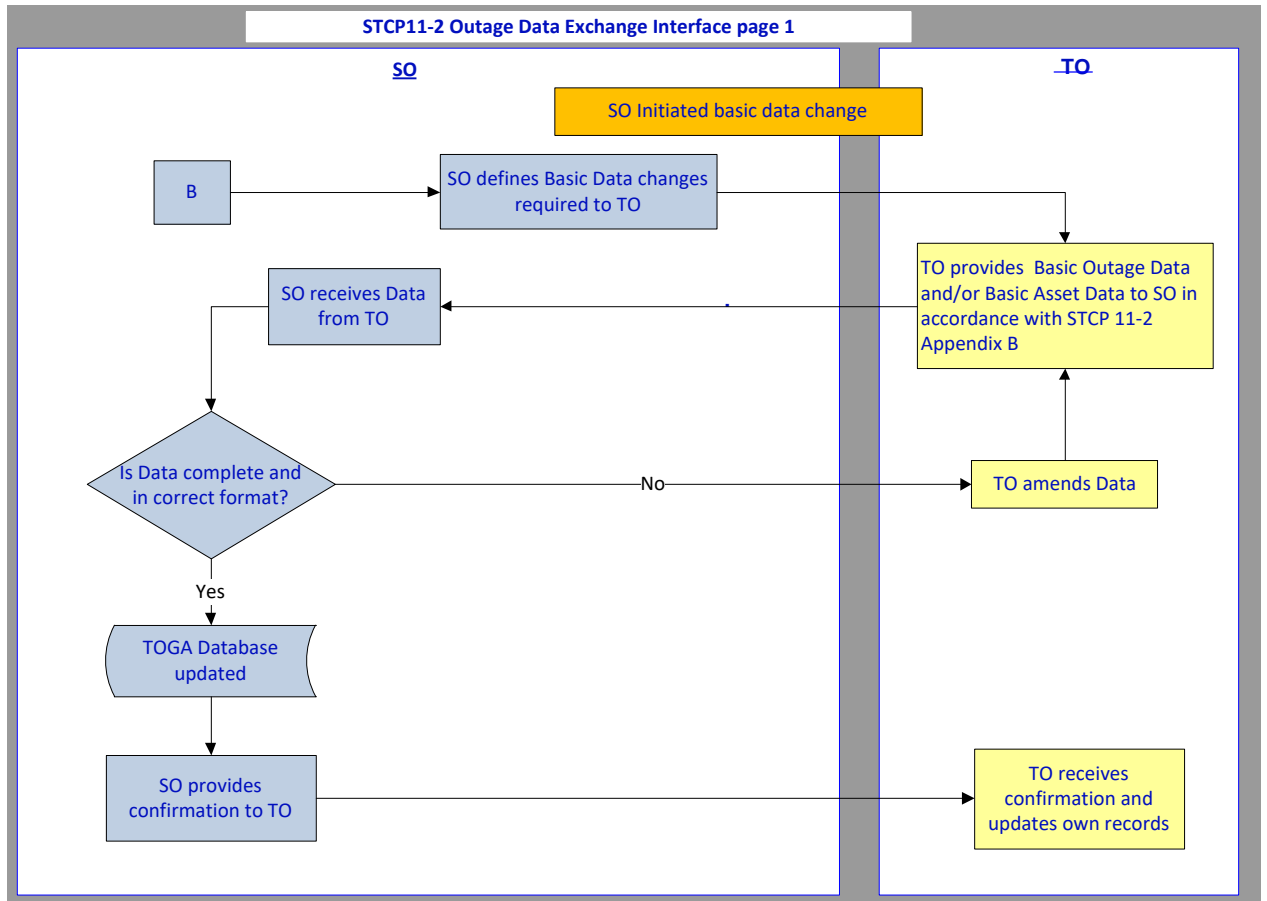 STCP11-2 Outage Data Exchange Interface page 1
SO
TO
SO Initiated basic data change
B
SO defines Basic Data changes
required to TO
TO provides Basic Outage Data
and/or Basic Asset Data to SO in
accordance with STCP 11-2
Appendix B
SO receives Data
from TO
Is Data complete and
in correct format?
No
TO amends Data
Yes
TOGA Database
updated
SO provides
confirmation to TO
TO receives
confirmation and
updates own records